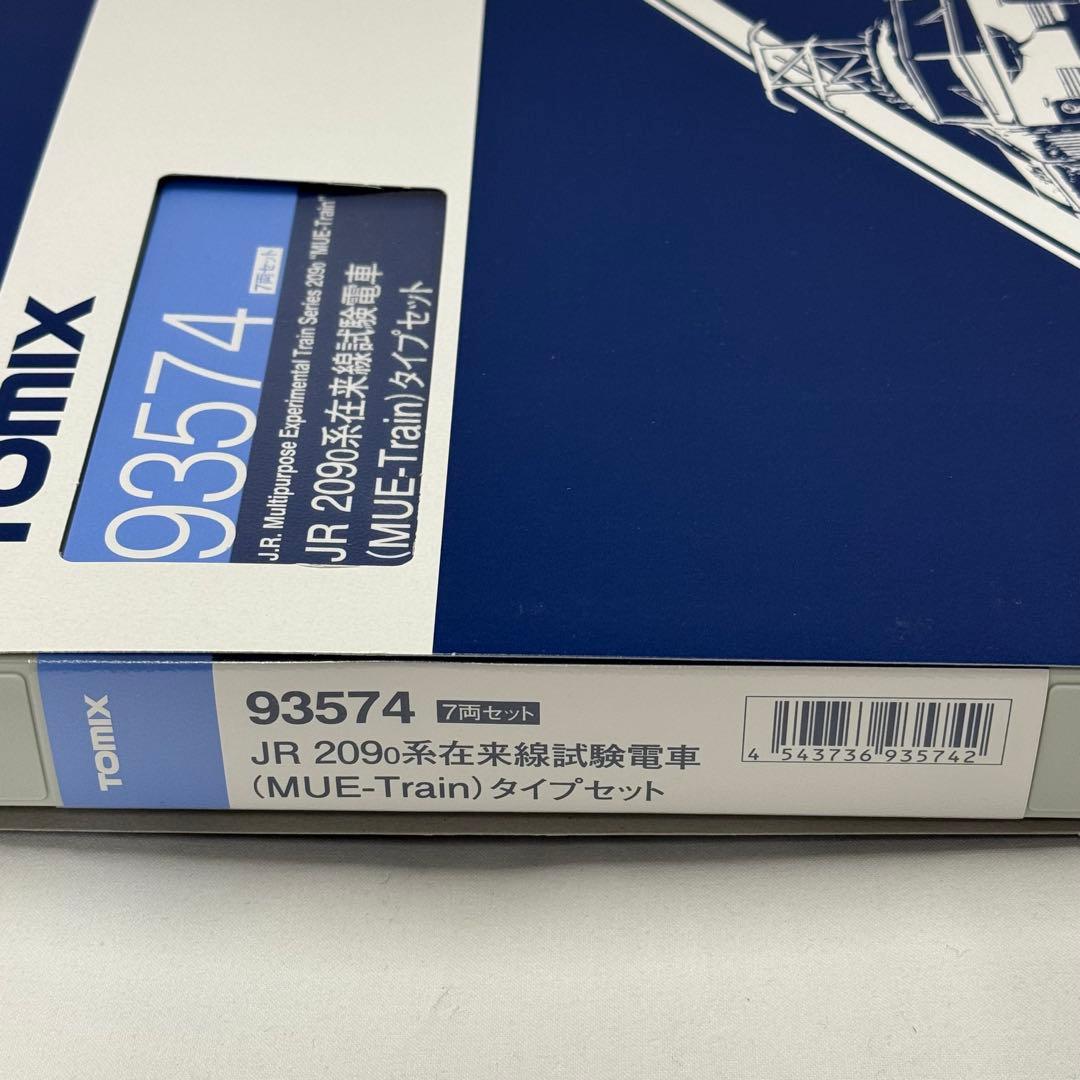 TOMIX
93574 7両セット
J.R. Multipurpose Experimental Train Series 209₀ "MUE-Train"
JR 209₀系在来線試験電車
(MUE-Train)タイプセット
TOMIX
93574 7両セット
JR 209₀系在来線試験電車
(MUE-Train)タイプセット
4 543736 935742